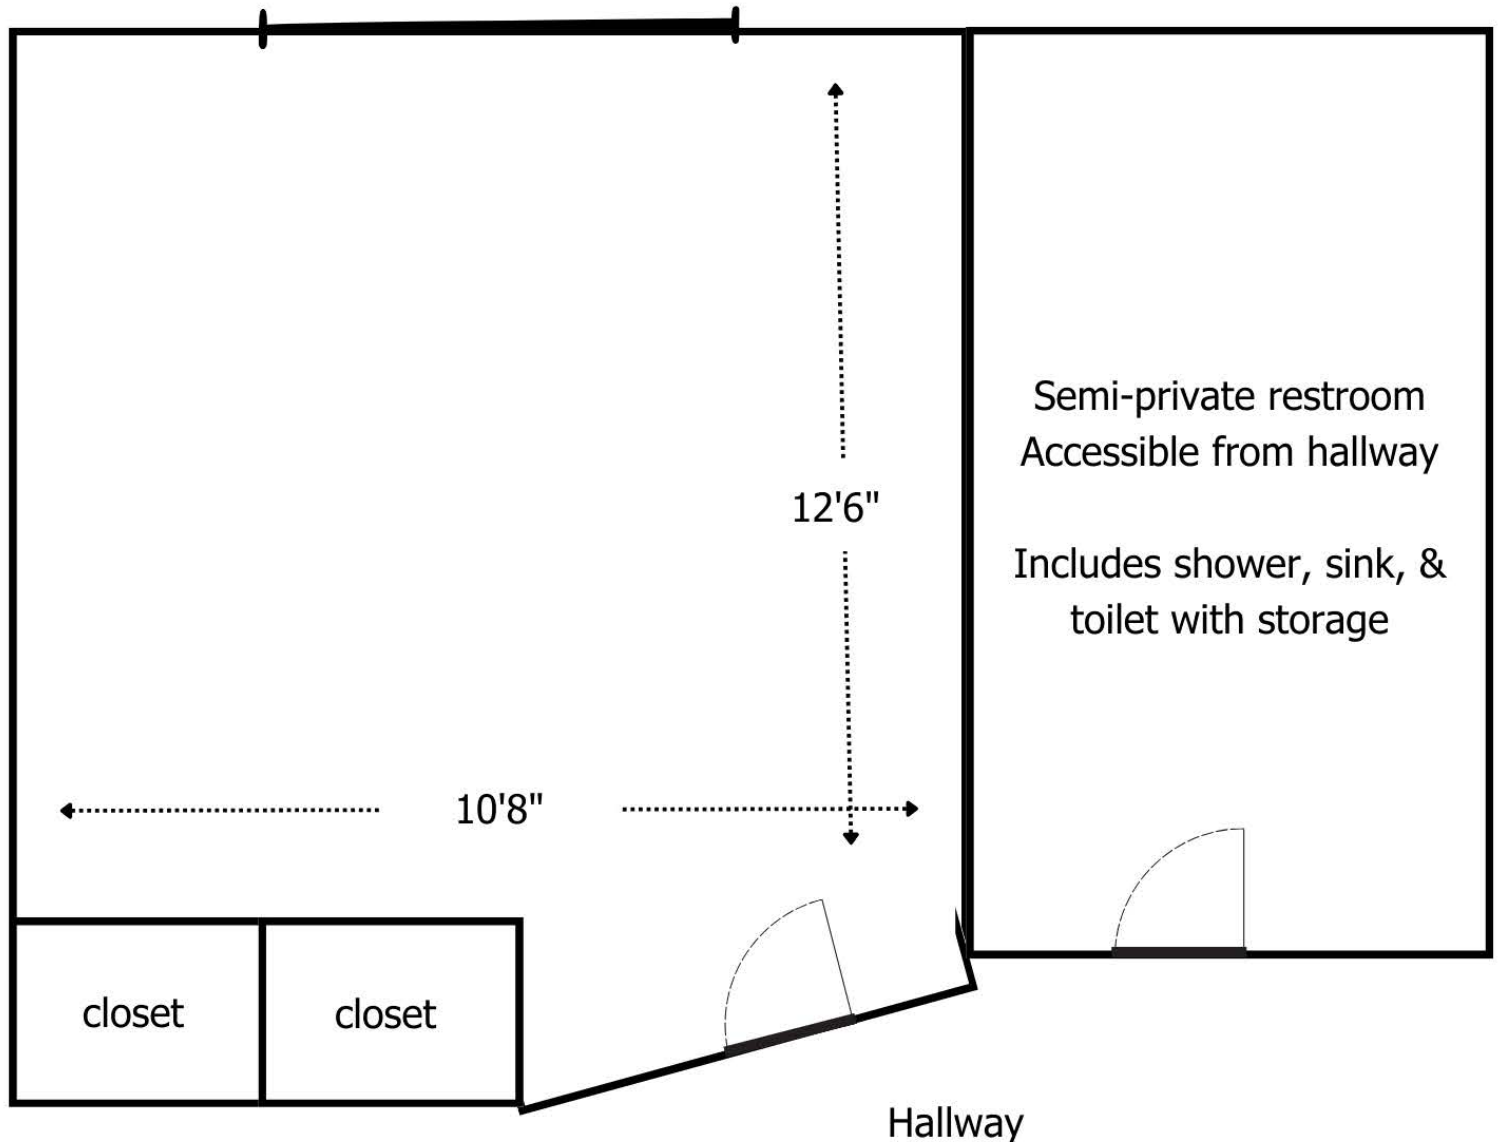 Semi-private restroom
Accessible from hallway
12'6"
Includes shower, sink, &
toilet with storage
10'8"
closet
closet
Hallway